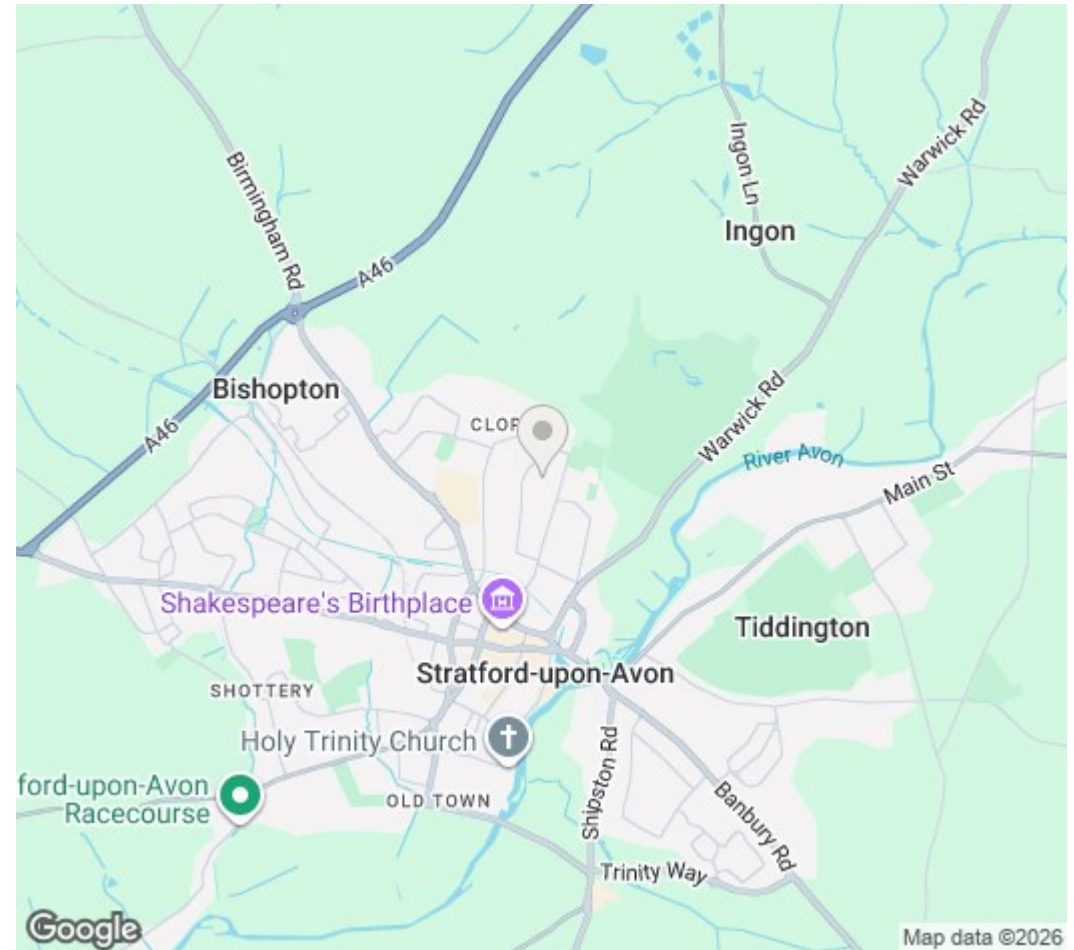 Birmingham Rd
A46
Ingon Ln
Warwick Rd
Ingon
Bishopton
A46
CLOP
Warwick Rd
River Avon
Main St
Shakespeare's Birthplace
Tiddington
Stratford-upon-Avon
SHOTTERY
Holy Trinity Church
ford-upon-Avon
Racecourse
OLD TOWN
Shipston Rd
Banbury Rd
Trinity Way
Google
Map data ©2026